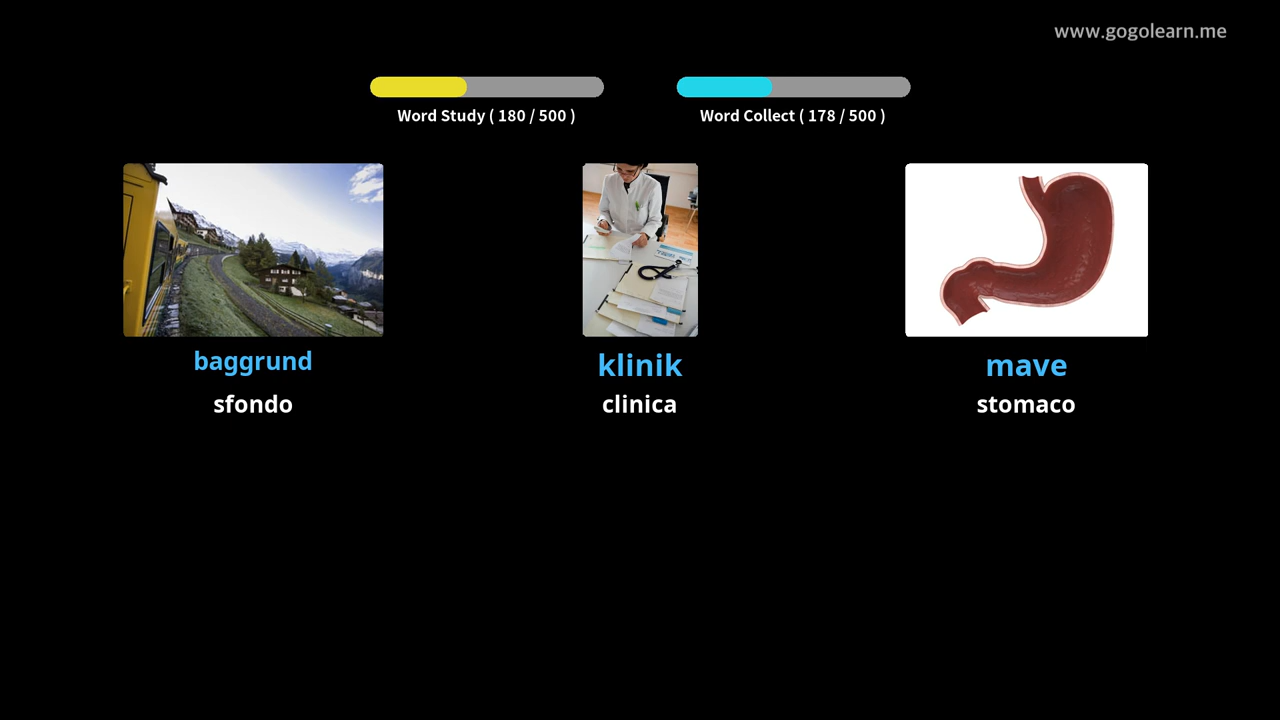 www.gogolearn.me
Word Study ( 180 / 500 )
Word Collect ( 178 / 500 )
baggrund
klinik
mave
sfondo
clinica
stomaco